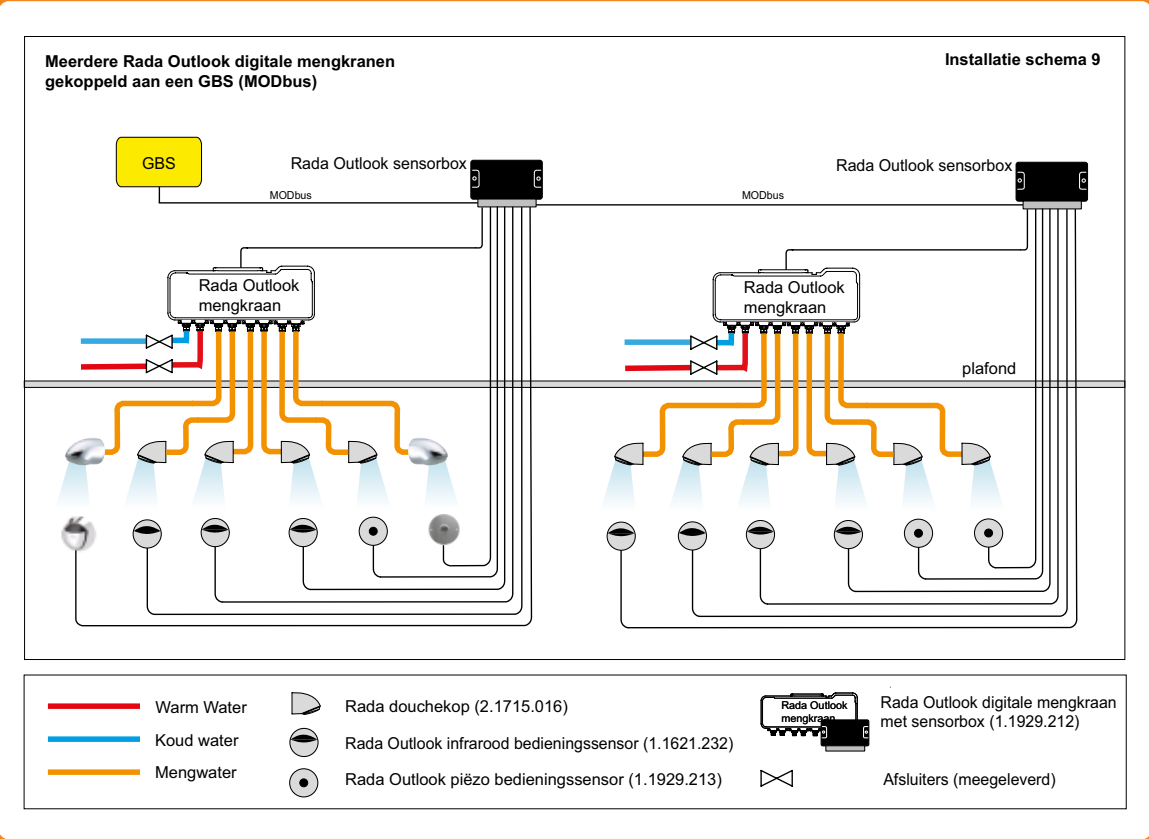 Meerdere Rada Outlook digitale mengkranen
gekoppeld aan een GBS (MODbus)
Installatie schema 9
GBS
Rada Outlook sensorbox
Rada Outlook sensorbox
MODbus
MODbus
Rada Outlook
mengkraan
Rada Outlook
mengkraan
plafond
Warm Water
Koud water
Mengwater
Rada douchekop (2.1715.016)
Rada Outlook infrarood bedieningssensor (1.1621.232)
Rada Outlook piëzo bedieningssensor (1.1929.213)
Rada Outlook
mengkraan
Rada Outlook digitale mengkraan
met sensorbox (1.1929.212)
Afsluiters (meegeleverd)